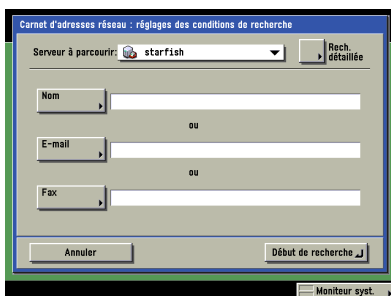 Carnet d'adresses réseau : réglages des conditions de recherche
Serveur à parcourir: starfish
Rech.
détaillée
Nom
ou
E-mail
ou
Fax
Annuler
Début de recherche
Moniteur syst.